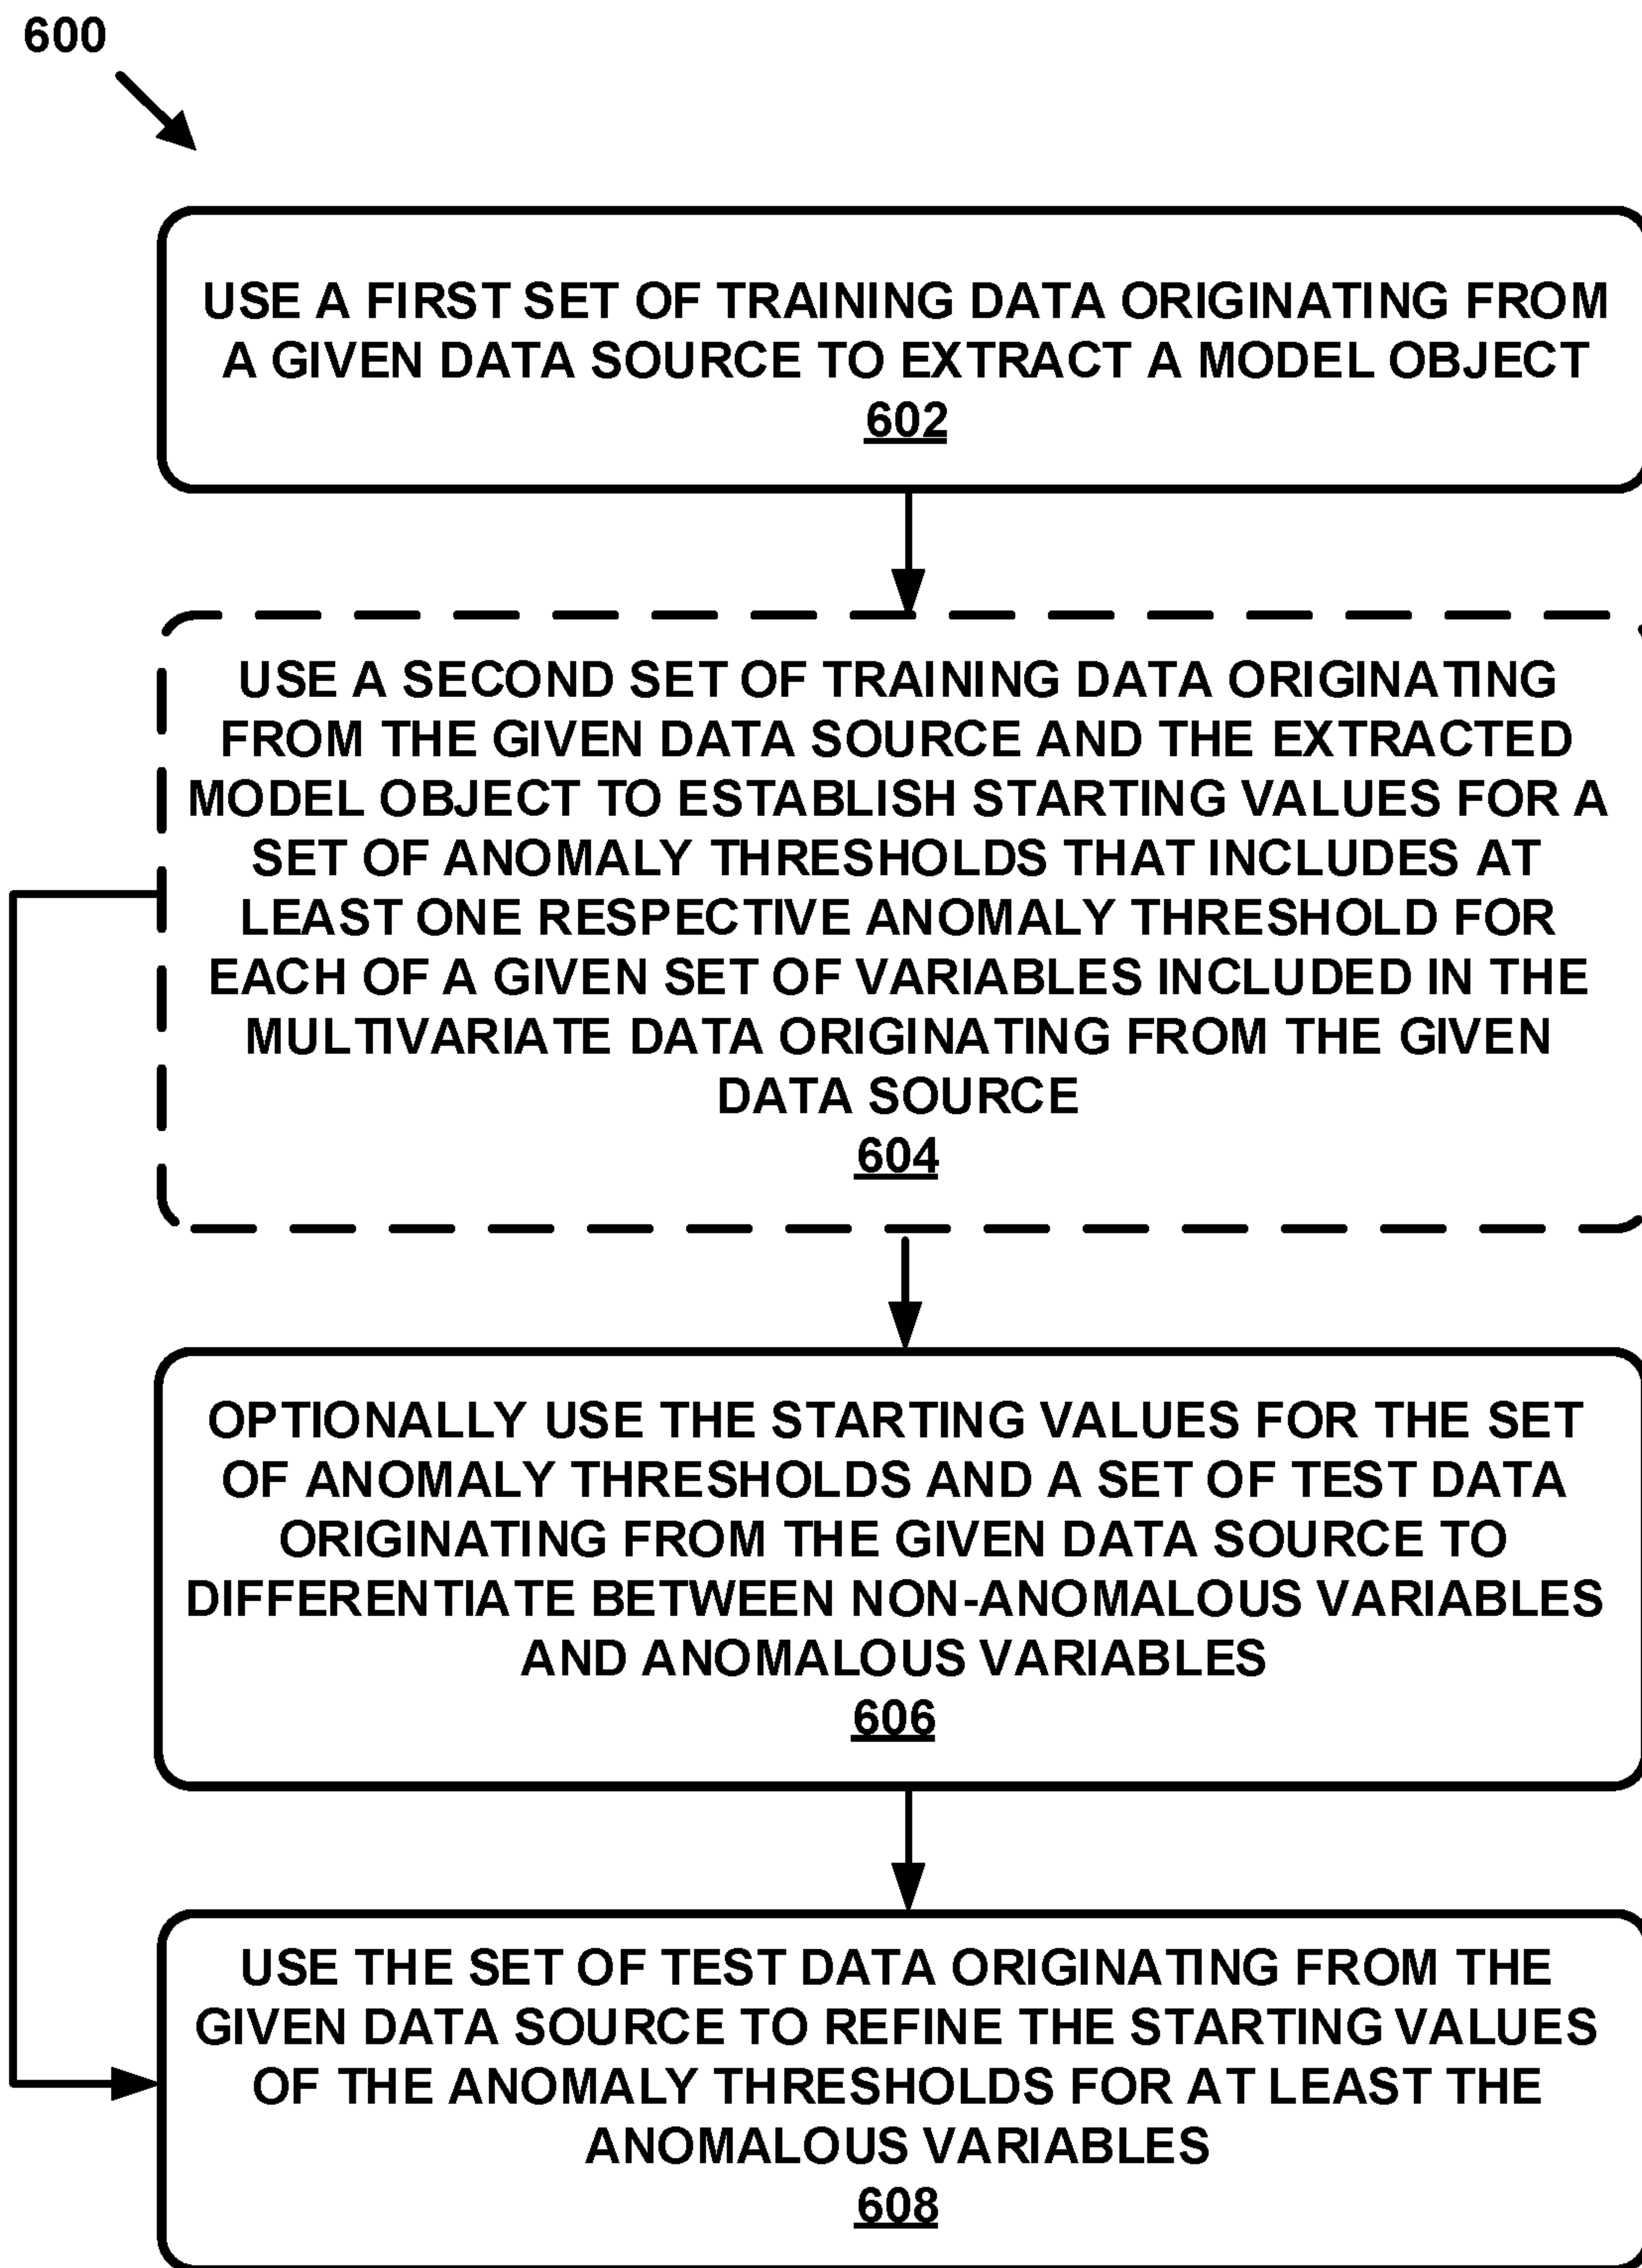 600
USE A FIRST SET OF TRAINING DATA ORIGINATING FROM
A GIVEN DATA SOURCE TO EXTRACT A MODEL OBJECT
602
USE A SECOND SET OF TRAINING DATA ORIGINATING
FROM THE GIVEN DATA SOURCE AND THE EXTRACTED
MODEL OBJECT TO ESTABLISH STARTING VALUES FOR A
SET OF ANOMALY THRESHOLDS THAT INCLUDES AT
LEAST ONE RESPECTIVE ANOMALY THRESHOLD FOR
EACH OF A GIVEN SET OF VARIABLES INCLUDED IN THE
MULTIVARIATE DATA ORIGINATING FROM THE GIVEN
DATA SOURCE
604
OPTIONALLY USE THE STARTING VALUES FOR THE SET
OF ANOMALY THRESHOLDS AND A SET OF TEST DATA
ORIGINATING FROM THE GIVEN DATA SOURCE TO
DIFFERENTIATE BETWEEN NON-ANOMALOUS VARIABLES
AND ANOMALOUS VARIABLES
606
USE THE SET OF TEST DATA ORIGINATING FROM THE
GIVEN DATA SOURCE TO REFINE THE STARTING VALUES
OF THE ANOMALY THRESHOLDS FOR AT LEAST THE
ANOMALOUS VARIABLES
608